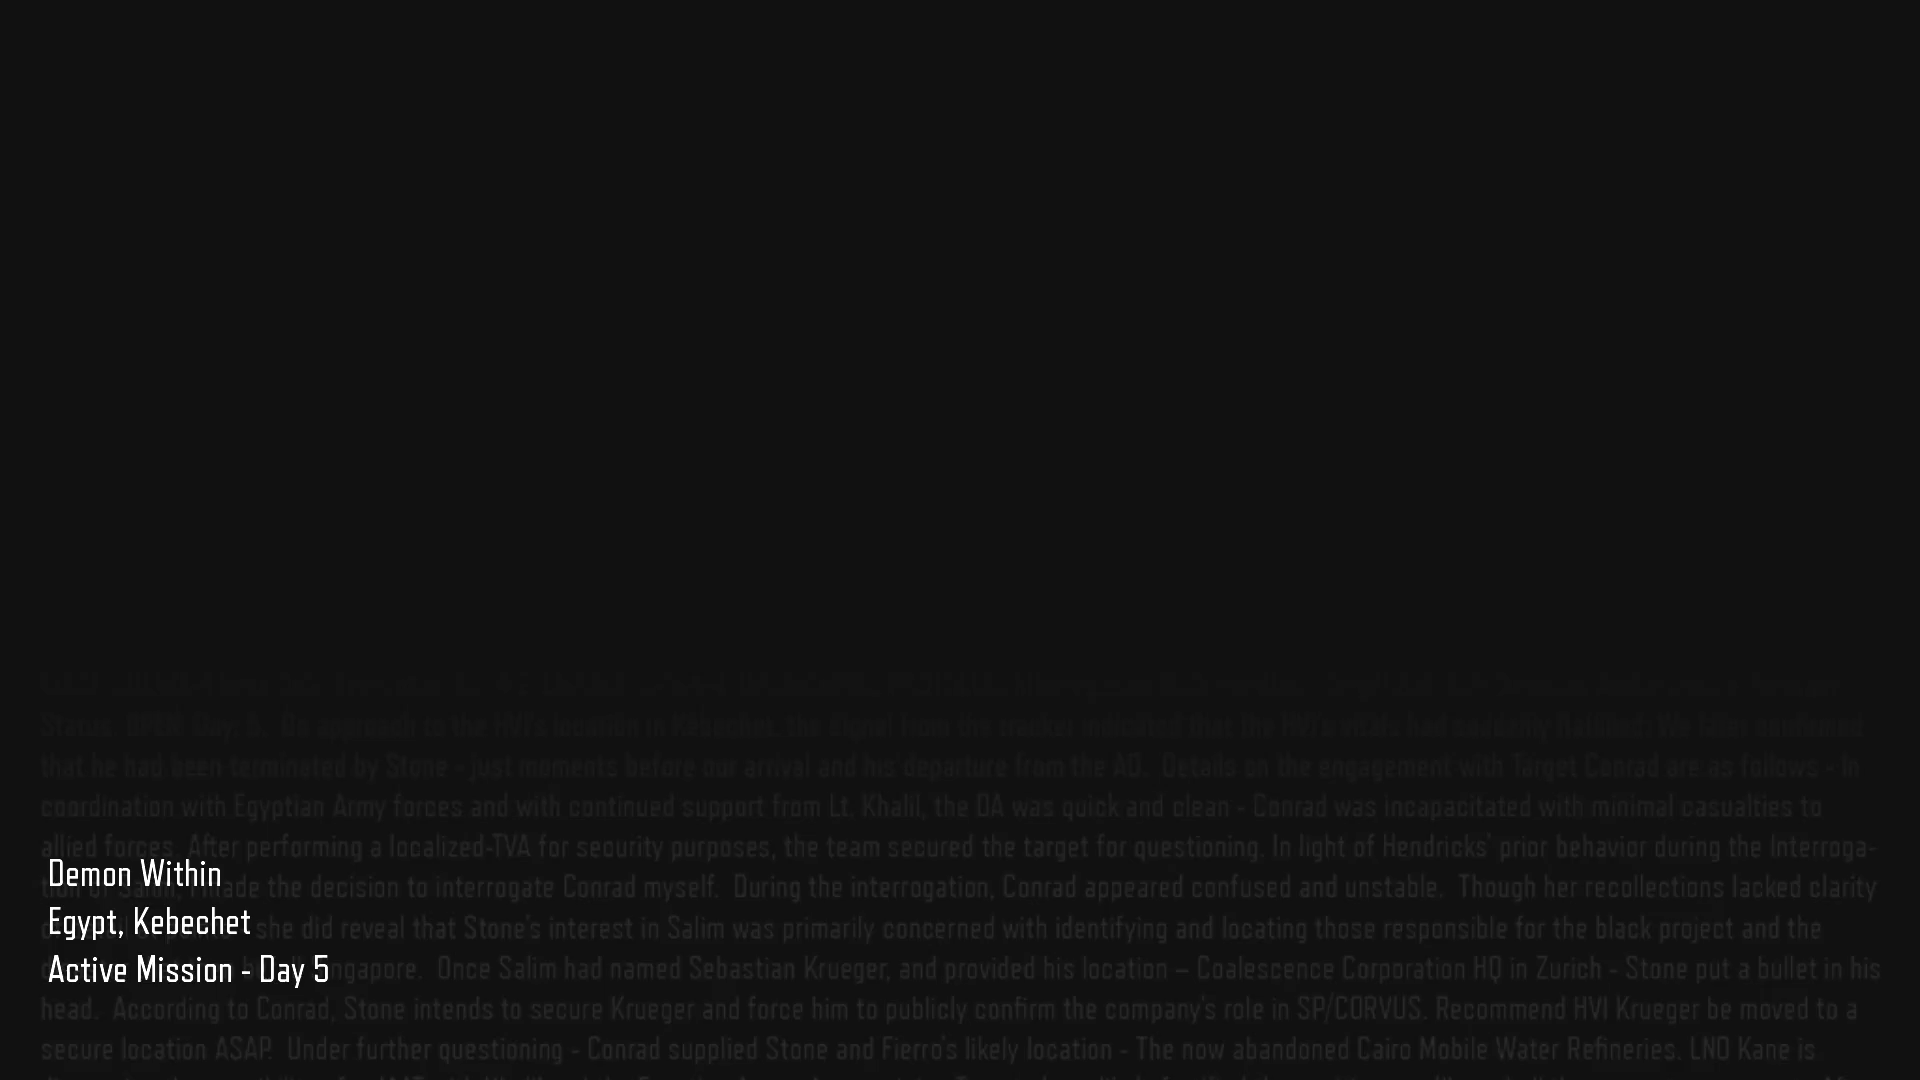 Status: OPEN. Day: 5. On approach to the HVI's location in Kebechet, the signal from the tracker indicated that the HVI's vitals had suddenly flatlined. We later confirmed
that he had been terminated by Stone - just moments before our arrival and his departure from the AO. Details on the engagement with Target Conrad are as follows - In
coordination with Egyptian Army forces and with continued support from Lt. Khalil, the DA was quick and clean - Conrad was incapacitated with minimal casualties to
allied forces. After performing a localized-TVA for security purposes, the team secured the target for questioning. In light of Hendricks' prior behavior during the Interroga-
Demon Within
made the decision to interrogate Conrad myself. During the interrogation, Conrad appeared confused and unstable. Though her recollections lacked clarity
Egypt, Kebechet
she did reveal that Stone's interest in Salim was primarily concerned with identifying and locating those responsible for the black project and the
Active Mission - Day 5
Singapore. Once Salim had named Sebastian Krueger, and provided his location – Coalescence Corporation HQ in Zurich - Stone put a bullet in his
head. According to Conrad, Stone intends to secure Krueger and force him to publicly confirm the company's role in SP/CORVUS. Recommend HVI Krueger be moved to a
secure location ASAP. Under further questioning - Conrad supplied Stone and Fierro's likely location - The now abandoned Cairo Mobile Water Refineries. LNO Kane is